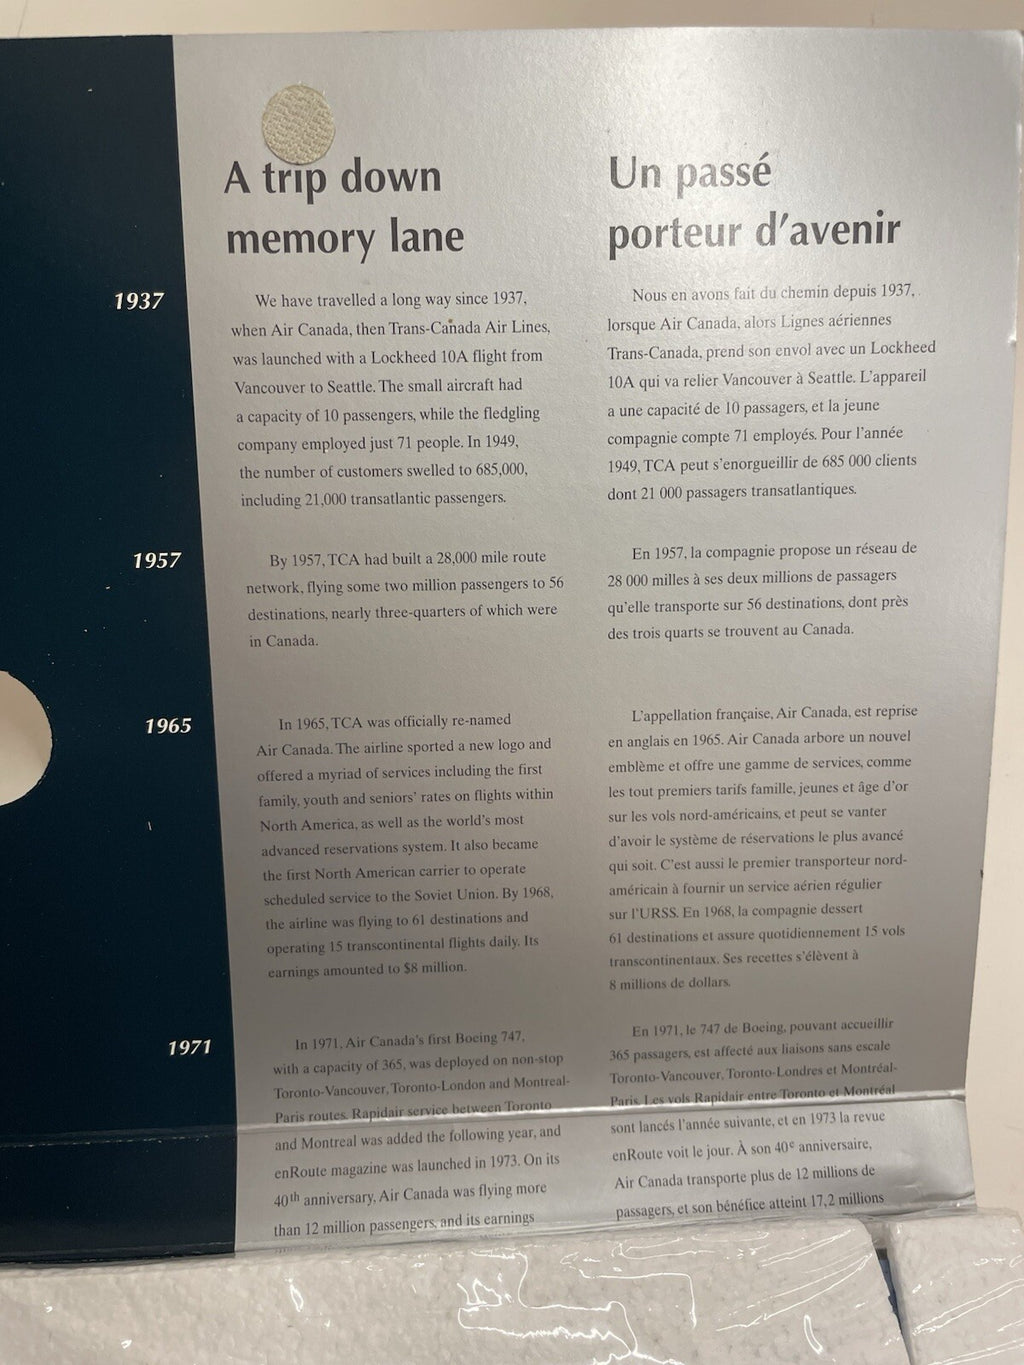 A trip down
memory lane
1937
We have travelled a long way since 1937,
when Air Canada, then Trans-Canada Air Lines,
was launched with a Lockheed 10A flight from
Vancouver to Seattle. The small aircraft had
a capacity of 10 passengers, while the fledgling
company employed just 71 people. In 1949,
the number of customers swelled to 685,000,
including 21,000 transatlantic passengers.
1957
By 1957, TCA had built a 28,000 mile route
network, flying some two million passengers to 56
destinations, nearly three-quarters of which were
in Canada.
1965
In 1965, TCA was officially re-named
Air Canada. The airline sported a new logo and
offered a myriad of services including the first
family, youth and seniors' rates on flights within
North America, as well as the world's most
advanced reservations system. It also became
the first North American carrier to operate
scheduled service to the Soviet Union. By 1968,
the airline was flying to 61 destinations and
operating 15 transcontinental flights daily. Its
earnings amounted to $8 million.
1971
In 1971, Air Canada's first Boeing 747,
with a capacity of 365, was deployed on non-stop
Toronto-Vancouver, Toronto-London and Montreal-
Paris routes. Rapidair service between Toronto
and Montreal was added the following year, and
enRoute magazine was launched in 1973. On its
40th anniversary, Air Canada was flying more
than 12 million passengers, and its earnings
Un passé
porteur d'avenir
Nous en avons fait du chemin depuis 1937,
lorsque Air Canada, alors Lignes aériennes
Trans-Canada, prend son envol avec un Lockheed
10A qui va relier Vancouver à Seattle. L'appareil
a une capacité de 10 passagers, et la jeune
compagnie compte 71 employés. Pour l'année
1949, TCA peut s'enorgueillir de 685 000 clients
dont 21 000 passagers transatlantiques.
En 1957, la compagnie propose un réseau de
28 000 milles à ses deux millions de passagers
qu'elle transporte sur 56 destinations, dont près
des trois quarts se trouvent au Canada.
L'appellation française, Air Canada, est reprise
en anglais en 1965. Air Canada arbore un nouvel
emblème et offre une gamme de services, comme
les tout premiers tarifs famille, jeunes et âge d'or
sur les vols nord-américains, et peut se vanter
d'avoir le système de réservations le plus avancé
qui soit. C'est aussi le premier transporteur nord-
américain à fournir un service aérien régulier
sur l'URSS. En 1968, la compagnie dessert
61 destinations et assure quotidiennement 15 vols
transcontinentaux. Ses recettes s'élèvent à
8 millions de dollars.
En 1971, le 747 de Boeing, pouvant accueillir
365 passagers, est affecté aux liaisons sans escale
Toronto-Vancouver, Toronto-Londres et Montréal-
Paris. Les vols Rapidair entre Toronto et Montréal
sont lancés l'année suivante, et en 1973 la revue
enRoute voit le jour. À son 40e anniversaire,
Air Canada transporte plus de 12 millions de
passagers, et son bénéfice atteint 17,2 millions